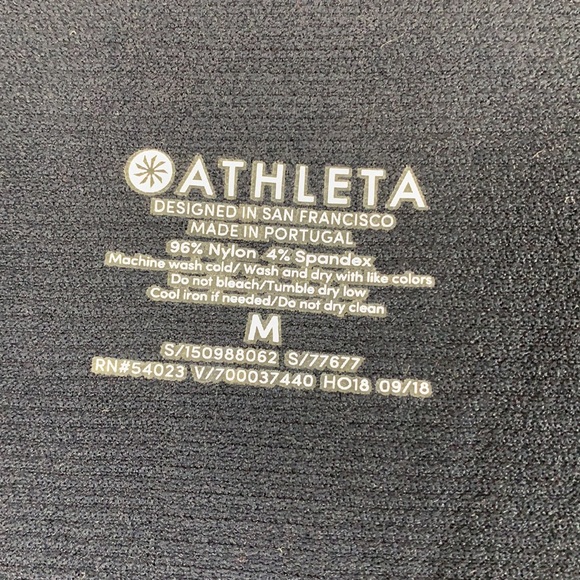 ATHLETA
DESIGNED IN SAN FRANCISCO
MADE IN PORTUGAL
96% Nylon 4% Spandex
Machine wash cold/ Wash and dry with like colors
Do not bleach/Tumble dry low
Cool iron if needed/Do not dry clean
M
S/150988062 S/77677
RN#54023 V/700037440 HO18 09/18